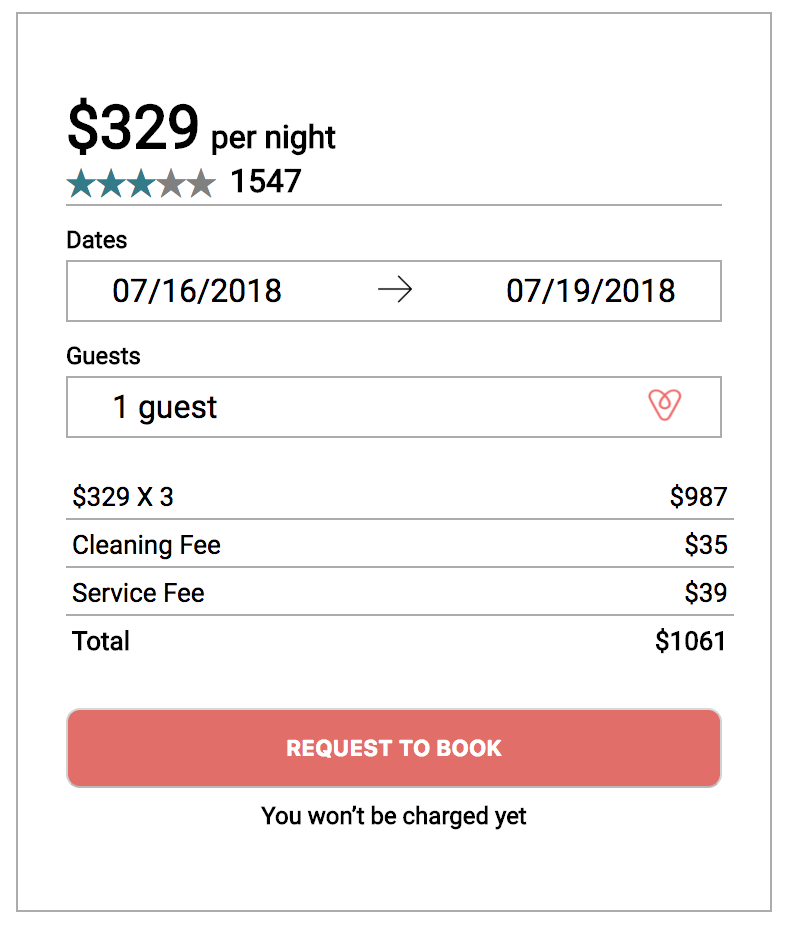 $329 per night
1547
Dates
07/16/2018 → 07/19/2018
Guests
1 guest
$329 X 3 $987
Cleaning Fee $35
Service Fee $39
Total $1061
REQUEST TO BOOK
You won’t be charged yet